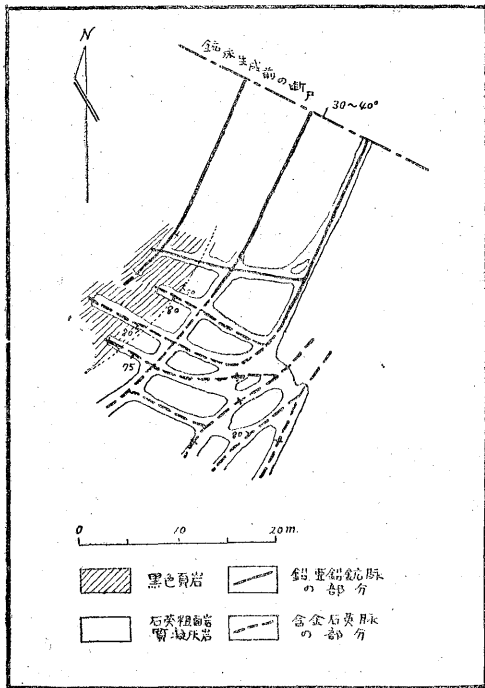 N
鉱床生成前の断戸
30~40°
80
80
75
80
0 10 20m.
黒色頁岩
鉛亜鉛鉱脈
の部分
石英粗面岩
質凝灰岩
含金石英脈
の部分